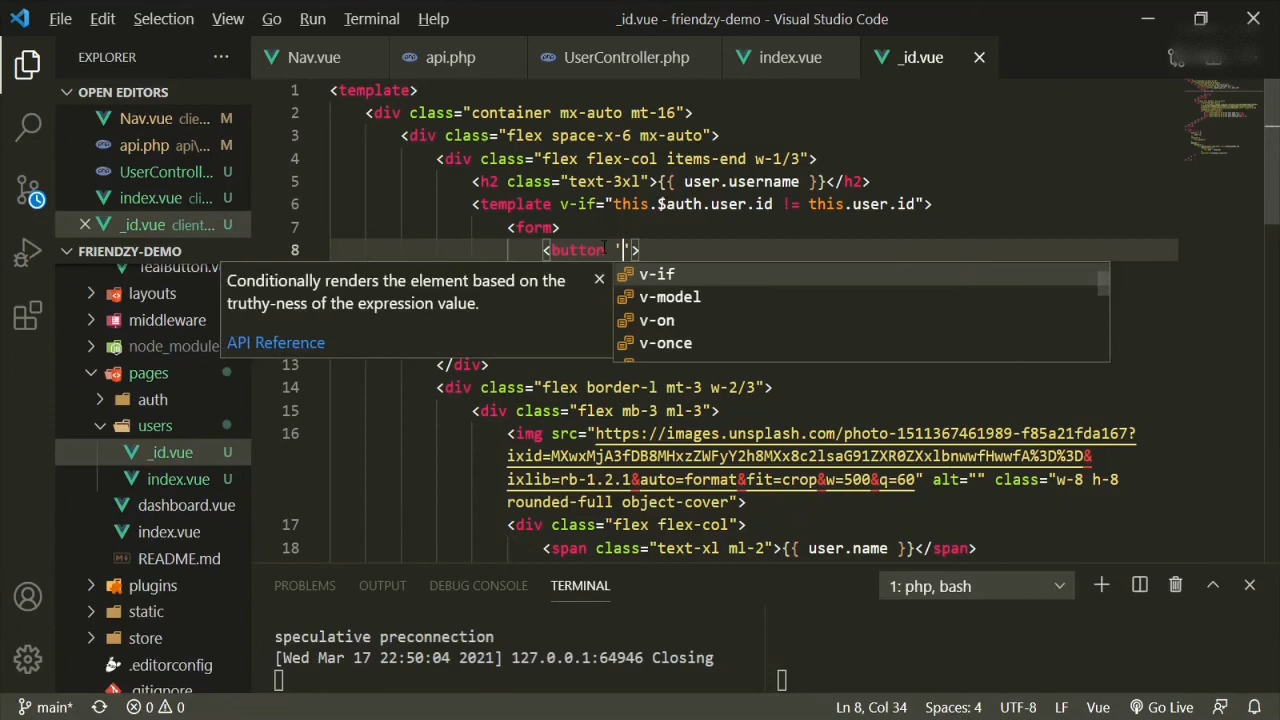 File Edit Selection View Go Run Terminal Help _id.vue - friendzy-demo - Visual Studio Code
EXPLORER ··· Nav.vue api.php UserController.php index.vue _id.vue
OPEN EDITORS
Nav.vue clie... M
api.php api\... M
UserControll... U
index.vue cli... U
_id.vue client... U
FRIENDZY-DEMO
layouts
middleware
node_module
pages
auth
users
_id.vue U
index.vue U
dashboard.vue U
index.vue U
README.md
plugins
static
store
.editorconfig
.gitignore
1 <template>
2 <div class="container mx-auto mt-16">
3 <div class="flex space-x-6 mx-auto">
4 <div class="flex flex-col items-end w-1/3">
5 <h2 class="text-3xl">{{ user.username }}</h2>
6 <template v-if="this.$auth.user.id != this.user.id">
7 <form>
8 <button ''>
Conditionally renders the element based on the
truthy-ness of the expression value.
API Reference
v-if
v-model
v-on
v-once
13 </div>
14 <div class="flex border-l mt-3 w-2/3">
15 <div class="flex mb-3 ml-3">
16 <img src="https://images.unsplash.com/photo-1511367461989-f85a21fda167?
ixid=MXwxMjA3fDB8MHxzZWFyY2h8MXx8c2lsaG91ZXR0ZXxlbnwwfHwwfA%3D%3D&
ixlib=rb-1.2.1&auto=format&fit=crop&w=500&q=60" alt="" class="w-8 h-8
rounded-full object-cover">
17 <div class="flex flex-col">
18 <span class="text-xl ml-2">{{ user.name }}</span>
PROBLEMS OUTPUT DEBUG CONSOLE TERMINAL 1: php, bash
speculative preconnection
[Wed Mar 17 22:50:04 2021] 127.0.0.1:64946 Closing
main* 0 0 Ln 8, Col 34 Spaces: 4 UTF-8 LF Vue Go Live